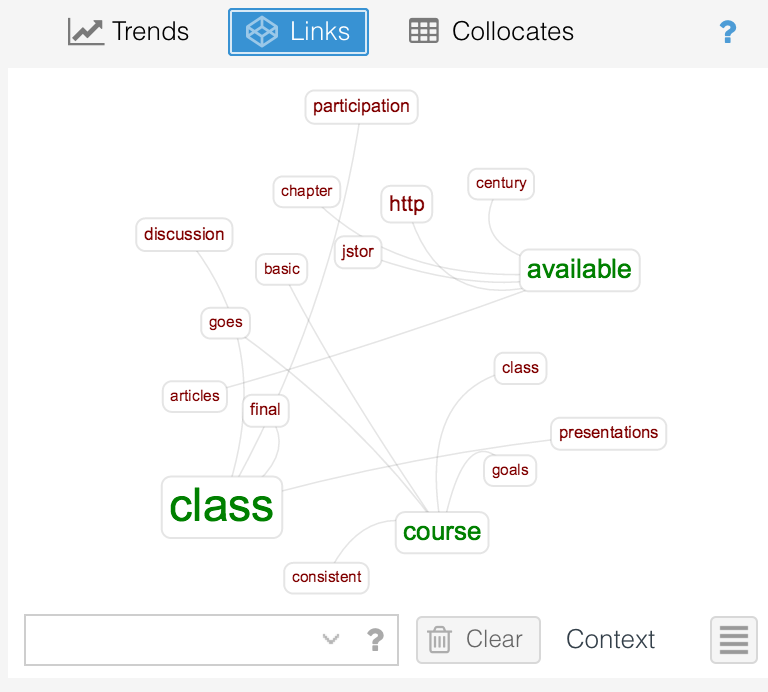 Trends Links Collocates ?
participation
chapter
http
century
discussion
jstor
basic
available
goes
class
articles
final
presentations
goals
class
course
consistent
? Clear Context